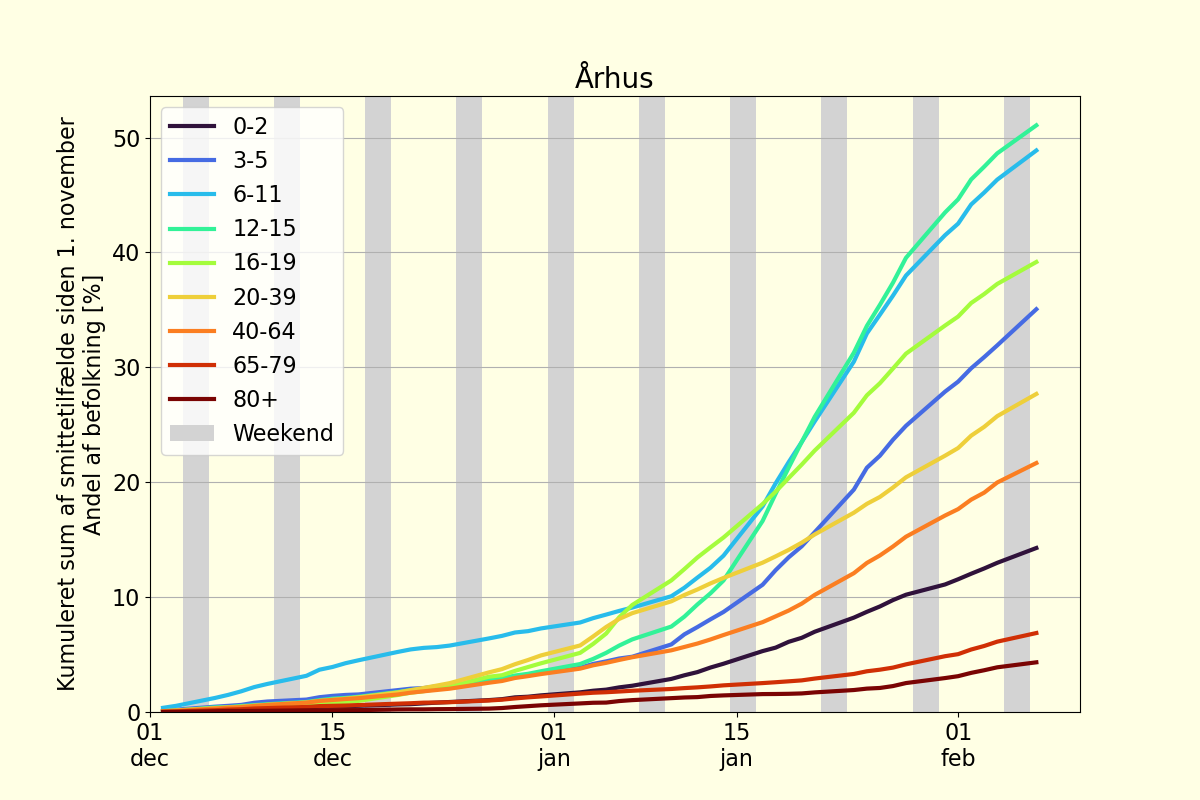 Århus
Kumuleret sum af smittetilfælde siden 1. november
Andel af befolkning [%]
50
40
30
20
10
0
0-2
3-5
6-11
12-15
16-19
20-39
40-64
65-79
80+
Weekend
01 15 01 15 01
dec dec jan jan feb